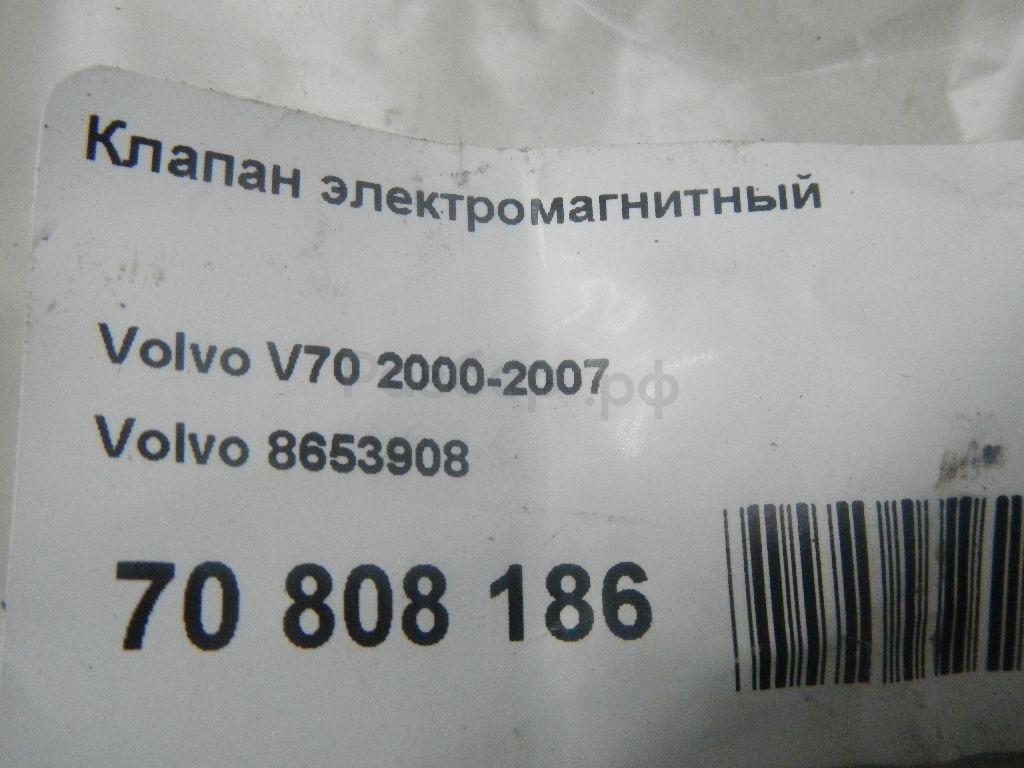 Клапан электромагнитный
Volvo V70 2000-2007
Volvo 8653908
70 808 186